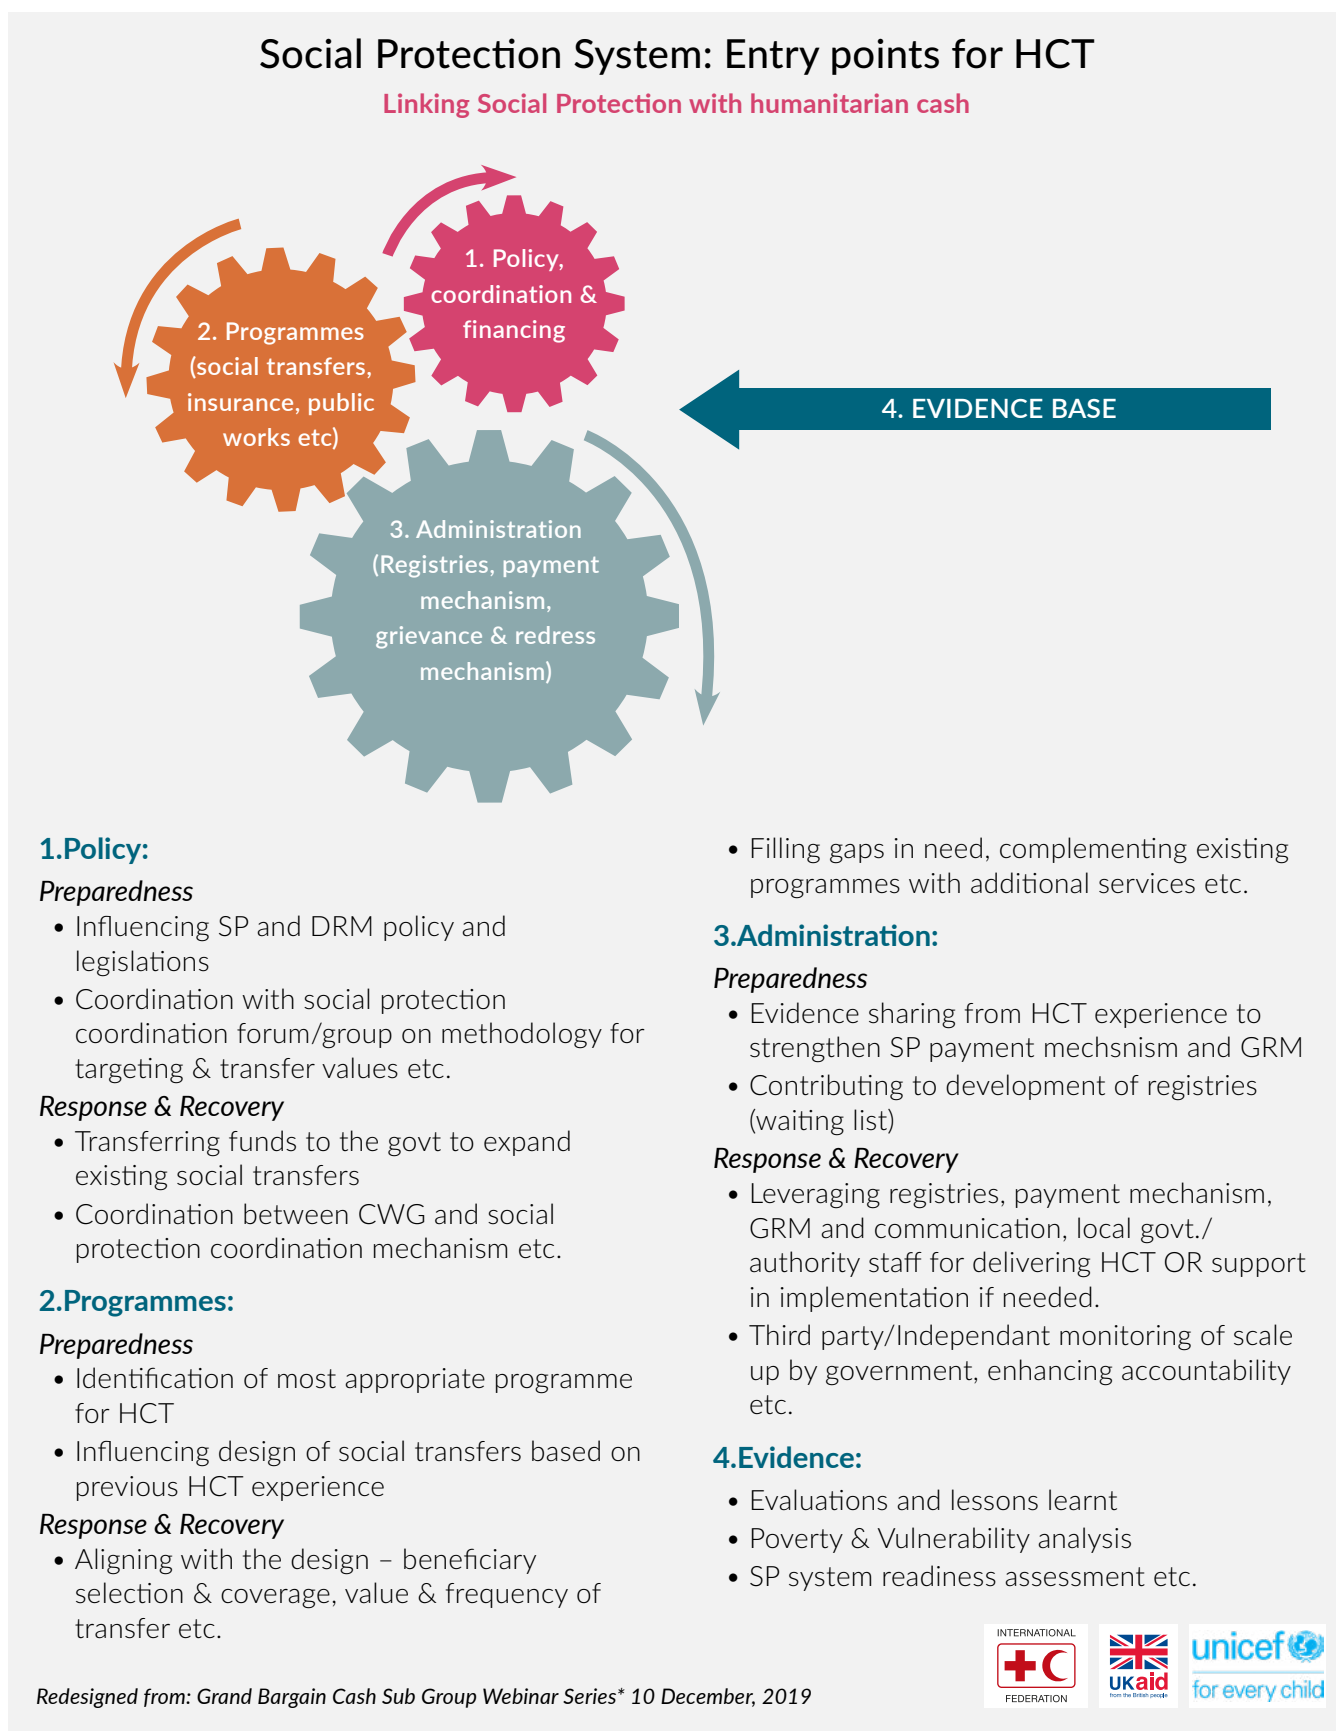 Social Protection System: Entry points for HCT
Linking Social Protection with humanitarian cash
1. Policy,
coordination &
financing
2. Programmes
(social transfers,
insurance, public
works etc)
4. EVIDENCE BASE
3. Administration
(Registries, payment
mechanism,
grievance & redress
mechanism)
1.Policy:
Preparedness
• Influencing SP and DRM policy and
legislations
• Coordination with social protection
coordination forum/group on methodology for
targeting & transfer values etc.
Response & Recovery
• Transferring funds to the govt to expand
existing social transfers
• Coordination between CWG and social
protection coordination mechanism etc.
2.Programmes:
Preparedness
• Identification of most appropriate programme
for HCT
• Influencing design of social transfers based on
previous HCT experience
Response & Recovery
• Aligning with the design – beneficiary
selection & coverage, value & frequency of
transfer etc.
• Filling gaps in need, complementing existing
programmes with additional services etc.
3.Administration:
Preparedness
• Evidence sharing from HCT experience to
strengthen SP payment mechsnism and GRM
• Contributing to development of registries
(waiting list)
Response & Recovery
• Leveraging registries, payment mechanism,
GRM and communication, local govt./
authority staff for delivering HCT OR support
in implementation if needed.
• Third party/Independant monitoring of scale
up by government, enhancing accountability
etc.
4.Evidence:
• Evaluations and lessons learnt
• Poverty & Vulnerability analysis
• SP system readiness assessment etc.
Redesigned from: Grand Bargain Cash Sub Group Webinar Series* 10 December, 2019
INTERNATIONAL
FEDERATION
UKaid
from the British people
unicef
for every child